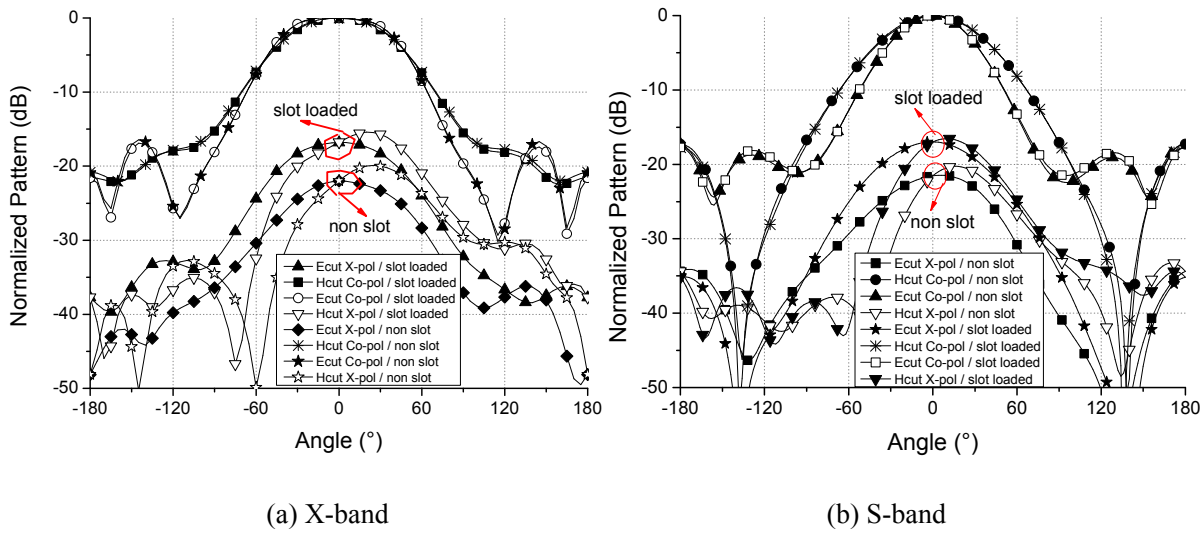 0
-10
-20
-30
-40
-50
Normalized Pattern (dB)
slot loaded
non slot
Ecut X-pol / slot loaded
Hcut Co-pol / slot loaded
Ecut Co-pol / slot loaded
Hcut X-pol / slot loaded
Ecut X-pol / non slot
Hcut Co-pol / non slot
Ecut Co-pol / non slot
Hcut X-pol / non slot
-180 -120 -60 0 60 120 180
Angle (°)
(a) X-band
0
-10
-20
-30
-40
-50
Normalized Pattern (dB)
slot loaded
non slot
Ecut X-pol / non slot
Hcut Co-pol / non slot
Ecut Co-pol / non slot
Hcut X-pol / non slot
Ecut X-pol / slot loaded
Hcut Co-pol / slot loaded
Ecut Co-pol / slot loaded
Hcut X-pol / slot loaded
-180 -120 -60 0 60 120 180
Angle (°)
(b) S-band